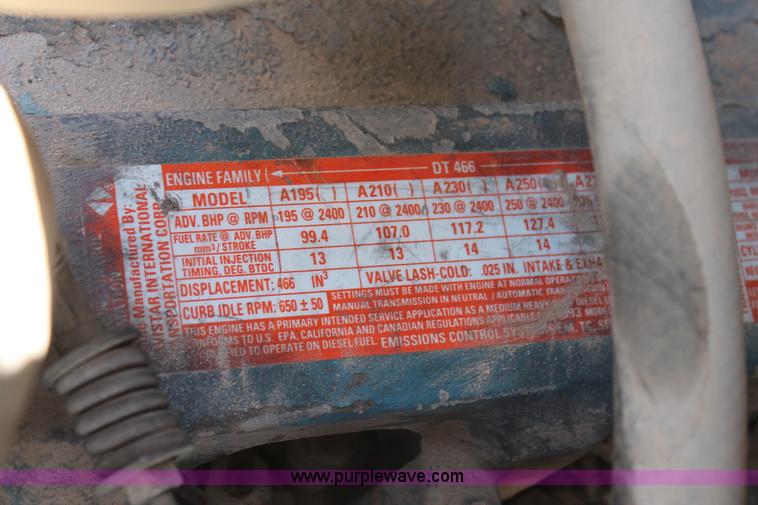 ENGINE FAMILY ( DT 466
MODEL A195( ) A210( ) A230( ) A250(
ADV. BHP @ RPM 195 @ 2400 210 @ 2400 230 @ 2400 250 @ 2400
FUEL RATE @ ADV. BHP mm³ / STROKE 99.4 107.0 117.2 127.4
INITIAL INJECTION TIMING, DEG. BTDC 13 13 14 14
DISPLACEMENT: 466 IN³ VALVE LASH-COLD: .025 IN. INTAKE & EXHA
CURB IDLE RPM: 650 ± 50 SETTINGS MUST BE MADE WITH ENGINE AT NORMAL OPERATING
MANUAL TRANSMISSION IN NEUTRAL / AUTOMATIC
THIS ENGINE HAS A PRIMARY INTENDED SERVICE APPLICATION AS A MEDIUM HEAVY DIESEL
TO U.S. EPA, CALIFORNIA AND CANADIAN REGULATIONS APPLICABLE MODEL
TO OPERATE ON DIESEL FUEL. EMISSIONS CONTROL
Manufactured By:
INTERNATIONAL
www.purplewave.com